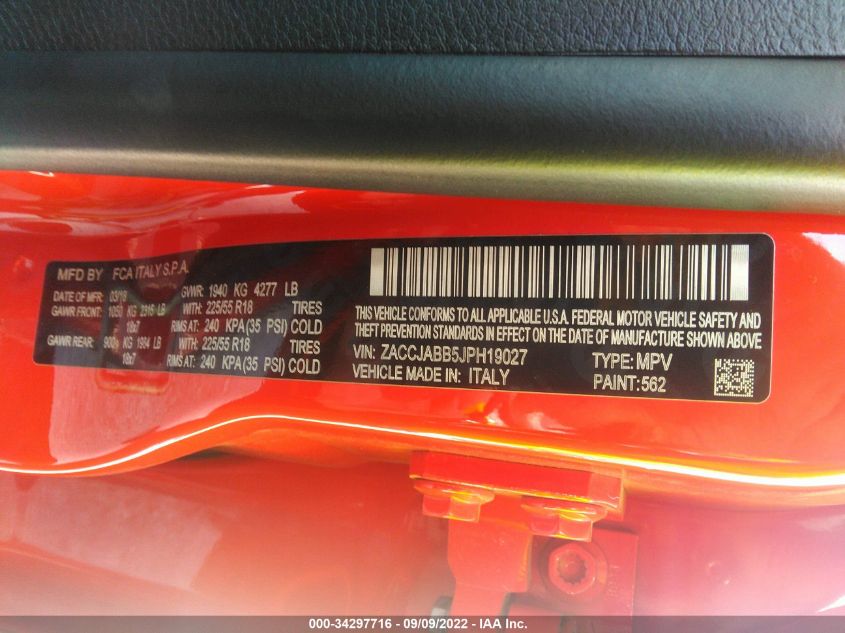 MFD BY FCA ITALY S.P.A.
DATE OF MFR 03/18 GVWR: 1940 KG 4277 LB
GAWR FRONT: 1050 KG 2315 LB WITH: 225/55 R18 TIRES
18x7 RIMS AT: 240 KPA(35 PSI) COLD
GAWR REAR: 900 KG 1984 LB WITH: 225/55 R18 TIRES
18x7 RIMS AT: 240 KPA(35 PSI) COLD
THIS VEHICLE CONFORMS TO ALL APPLICABLE U.S.A. FEDERAL MOTOR VEHICLE SAFETY AND
THEFT PREVENTION STANDARDS IN EFFECT ON THE DATE OF MANUFACTURE SHOWN ABOVE
VIN: ZACCJABB5JPH19027 TYPE: MPV
VEHICLE MADE IN: ITALY PAINT:562
000-34297716 - 09/09/2022 - IAA Inc.